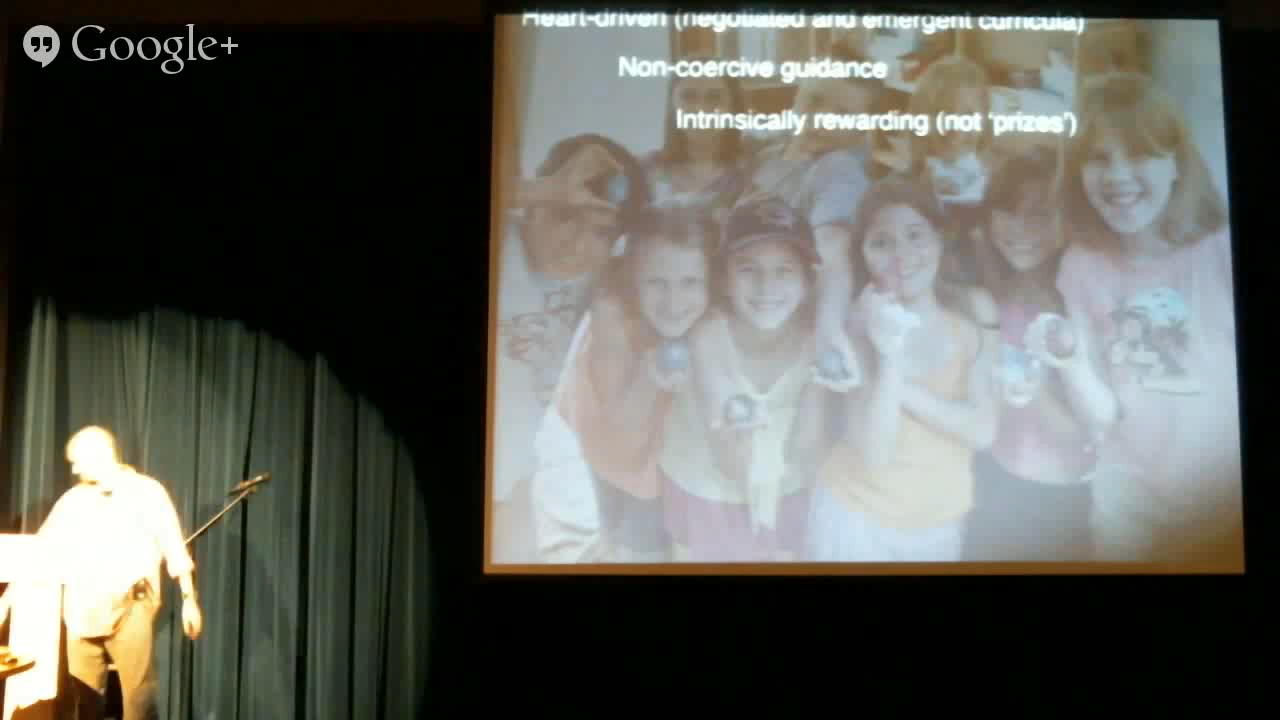 Google+
Heart-driven (negotiated and emergent curricula)
Non-coercive guidance
Intrinsically rewarding (not 'prizes')